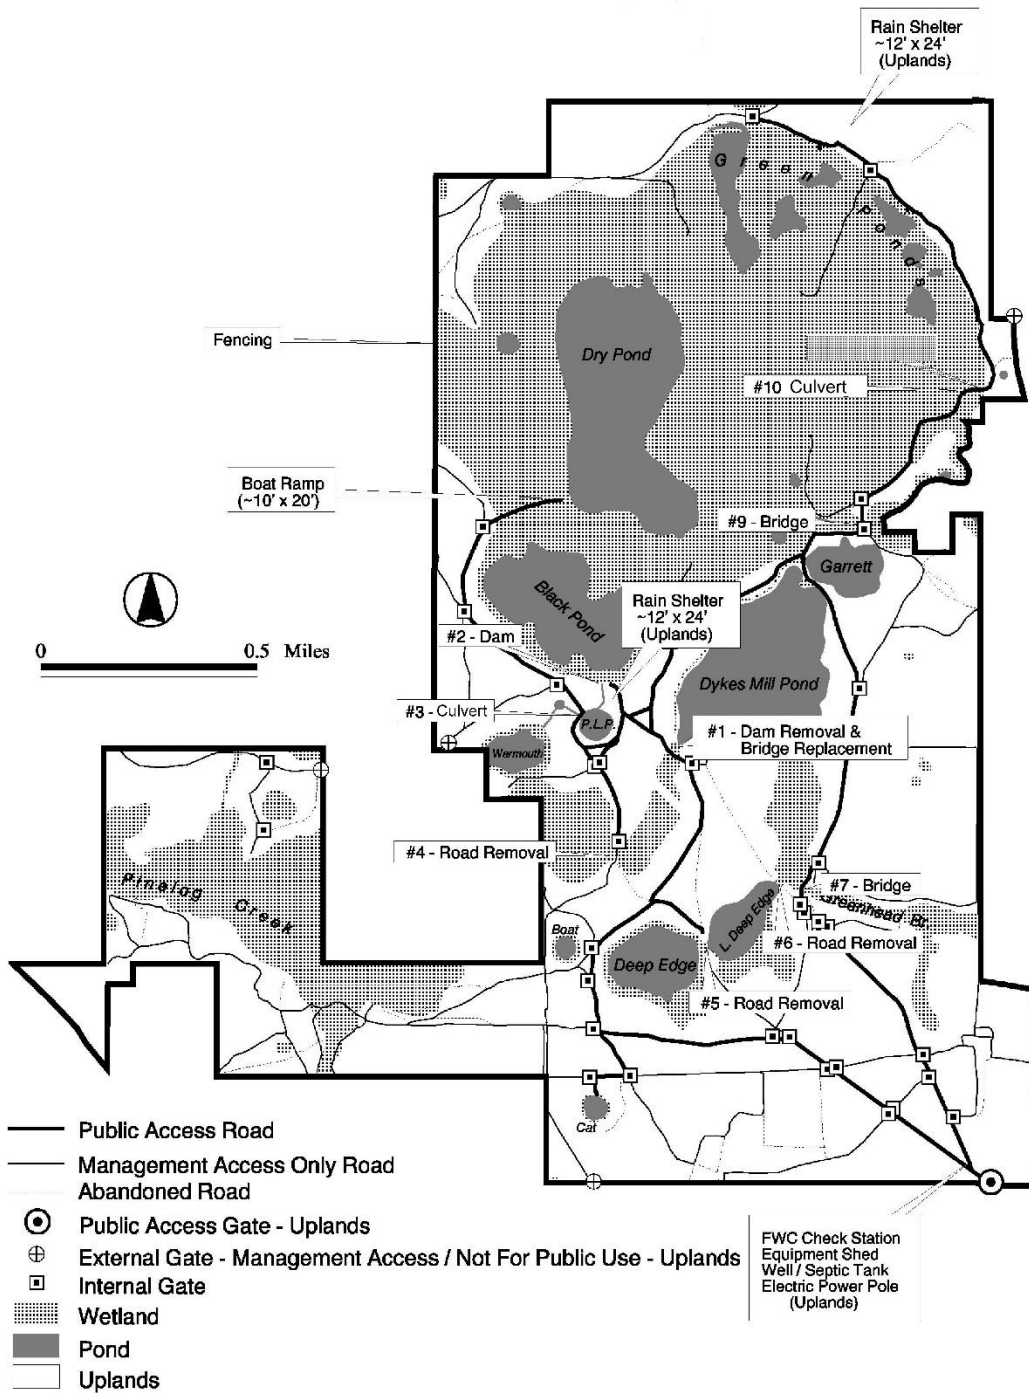 Rain Shelter
~12' x 24'
(Uplands)
Green Ponds
Fencing
Dry Pond
#10 Culvert
Boat Ramp
(~10' x 20')
#9 - Bridge
Garrett
Black Pond
Rain Shelter
~12' x 24'
(Uplands)
#2 - Dam
0 0.5 Miles
Dykes Mill Pond
#3 - Culvert
P.L.P.
#1 - Dam Removal &
Bridge Replacement
Warmouth
#4 - Road Removal
Pinalog Creek
#7 - Bridge
Greenhead Br.
L. Deep Edge
#6 - Road Removal
Boat
Deep Edge
#5 - Road Removal
Cat
Public Access Road
Management Access Only Road
Abandoned Road
Public Access Gate - Uplands
External Gate - Management Access / Not For Public Use - Uplands
Internal Gate
Wetland
Pond
Uplands
FWC Check Station
Equipment Shed
Well / Septic Tank
Electric Power Pole
(Uplands)